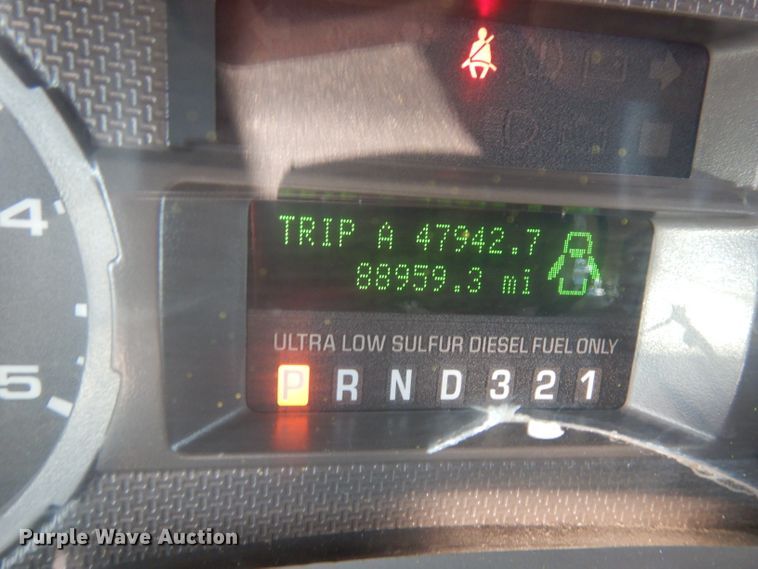 4
TRIP A 47942.7
88959.3 mi
ULTRA LOW SULFUR DIESEL FUEL ONLY
P R N D 3 2 1
5
Purple Wave Auction